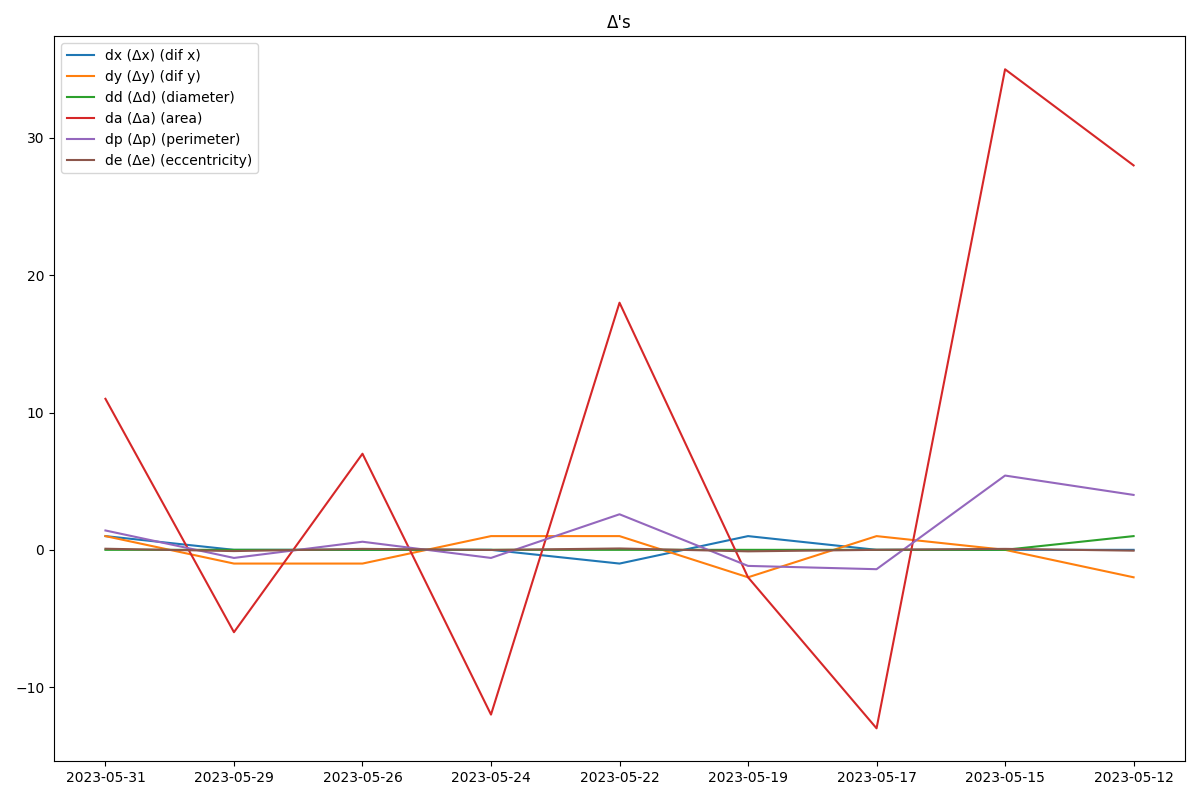 Δ's
dx (Δx) (dif x)
dy (Δy) (dif y)
dd (Δd) (diameter)
da (Δa) (area)
dp (Δp) (perimeter)
de (Δe) (eccentricity)
30
20
10
0
−10
2023-05-31 2023-05-29 2023-05-26 2023-05-24 2023-05-22 2023-05-19 2023-05-17 2023-05-15 2023-05-12